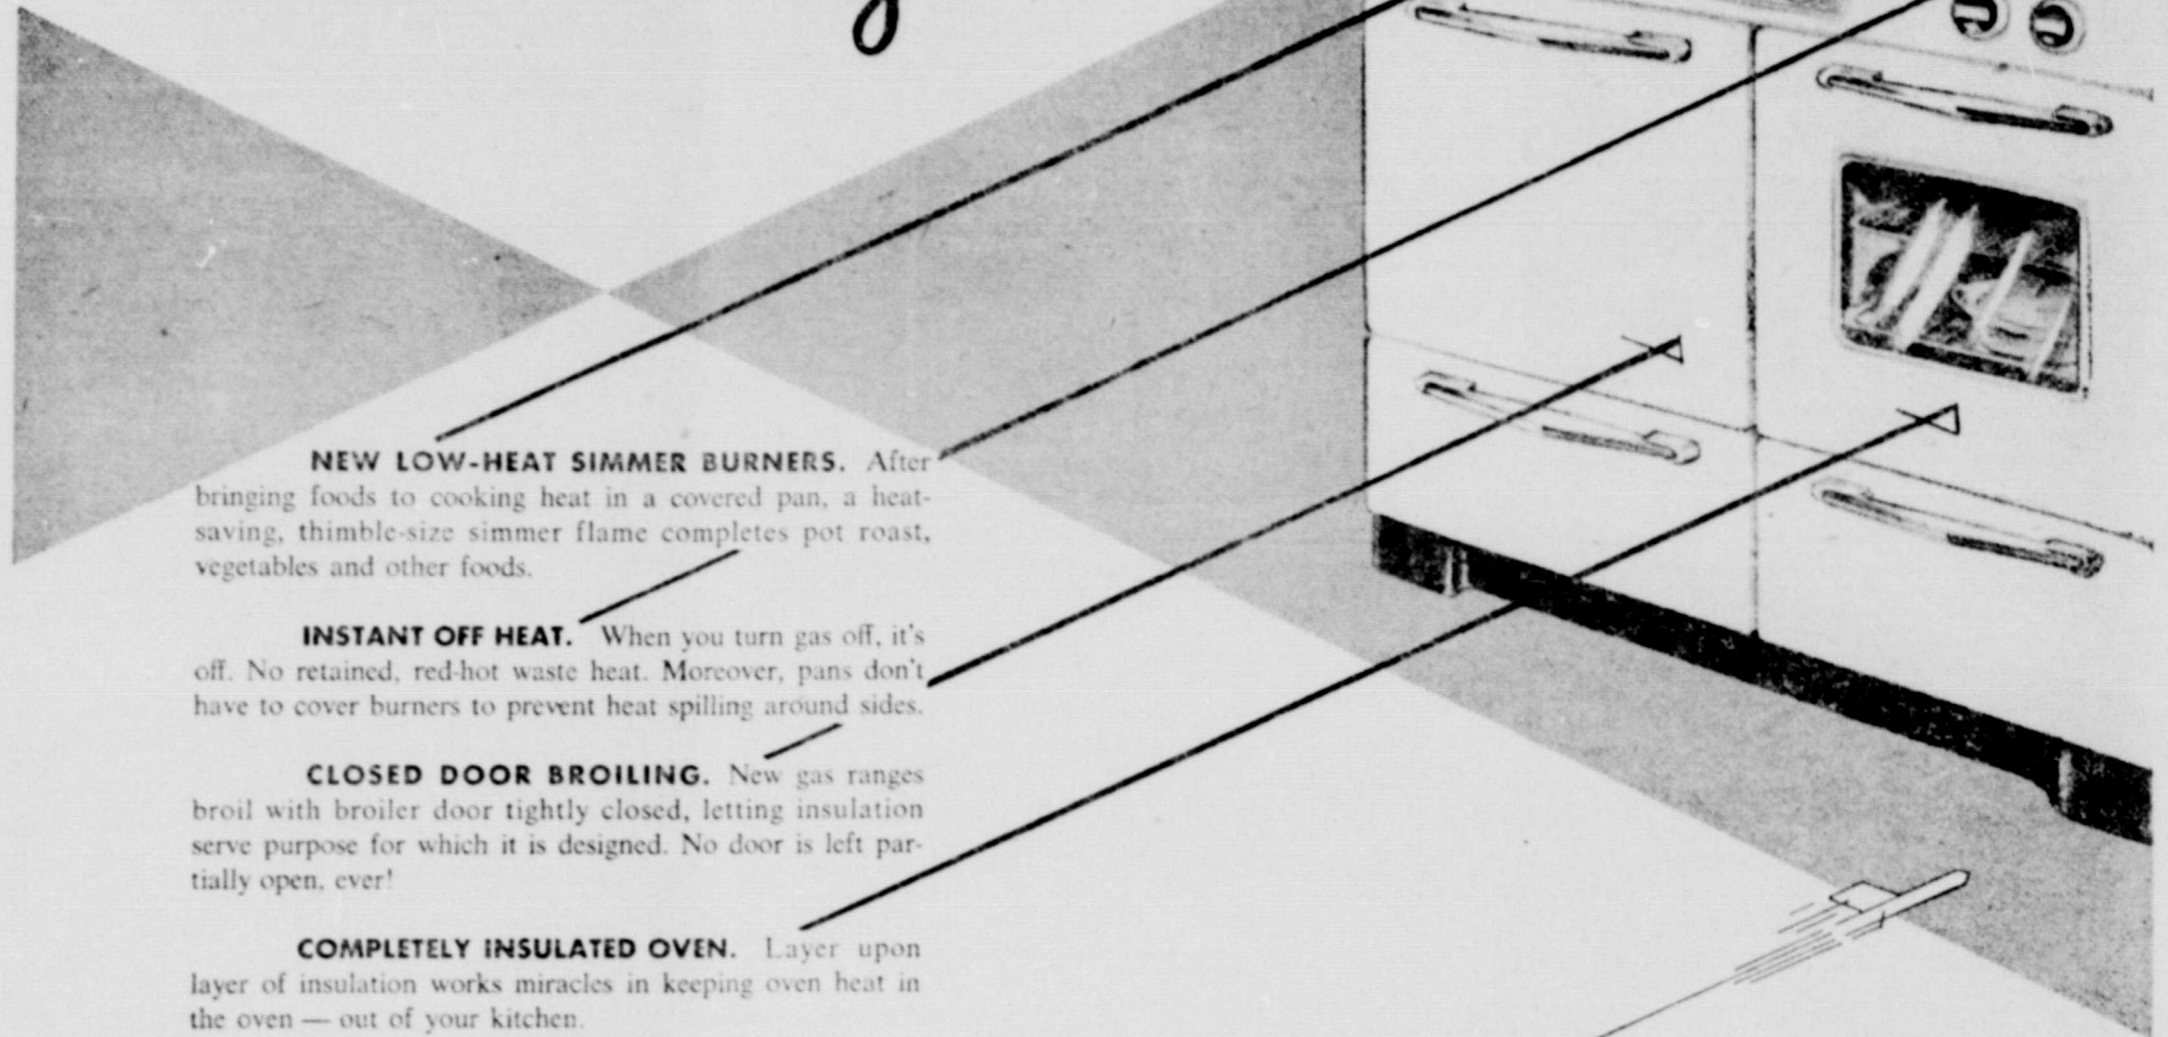 NEW LOW-HEAT SIMMER BURNERS. After
bringing foods to cooking heat in a covered pan, a heat-
saving, thimble-size simmer flame completes pot roast,
vegetables and other foods.
INSTANT OFF HEAT. When you turn gas off, it's
off. No retained, red-hot waste heat. Moreover, pans don't
have to cover burners to prevent heat spilling around sides.
CLOSED DOOR BROILING. New gas ranges
broil with broiler door tightly closed, letting insulation
serve purpose for which it is designed. No door is left par-
tially open, ever!
COMPLETELY INSULATED OVEN. Layer upon
layer of insulation works miracles in keeping oven heat in
the oven — out of your kitchen.